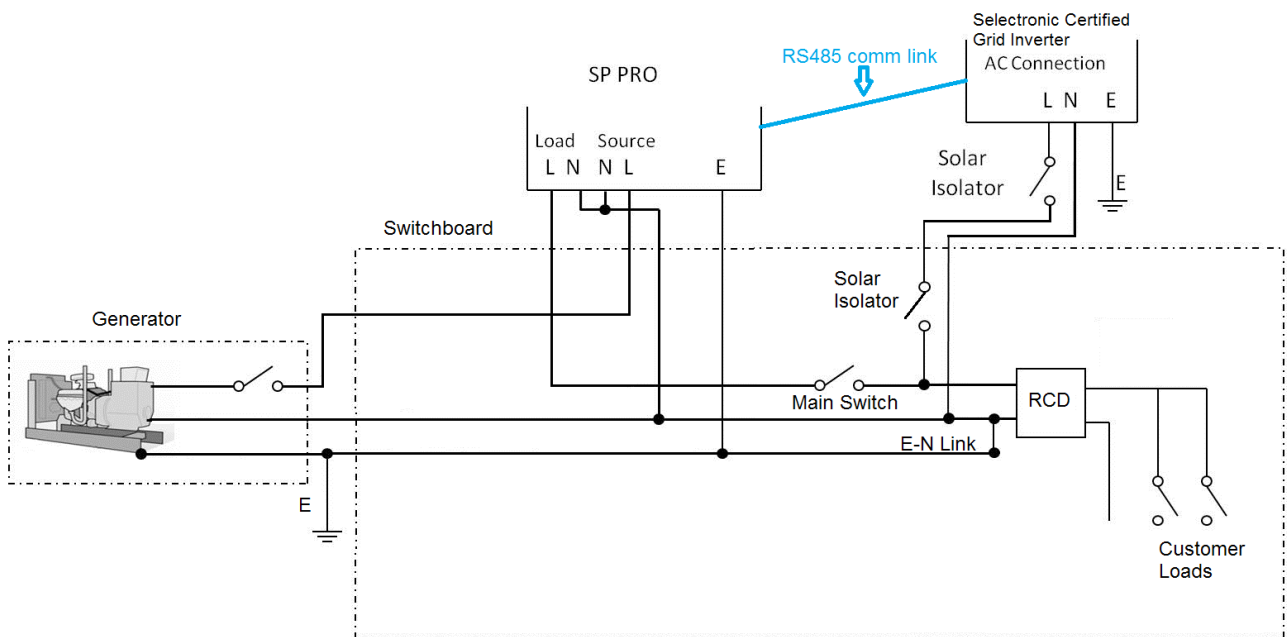 Selectronic Certified
Grid Inverter
AC Connection
L N E
RS485 comm link
SP PRO
Load Source
L N N L E
Solar
Isolator
E
Switchboard
Solar
Isolator
Generator
Main Switch
RCD
E-N Link
E
Customer
Loads